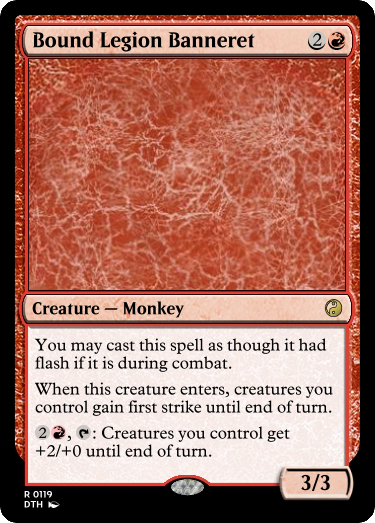 Bound Legion Banneret 2R
Creature — Monkey
You may cast this spell as though it had
flash if it is during combat.
When this creature enters, creatures you
control gain first strike until end of turn.
2R, T: Creatures you control get
+2/+0 until end of turn.
3/3
R 0119
DTH